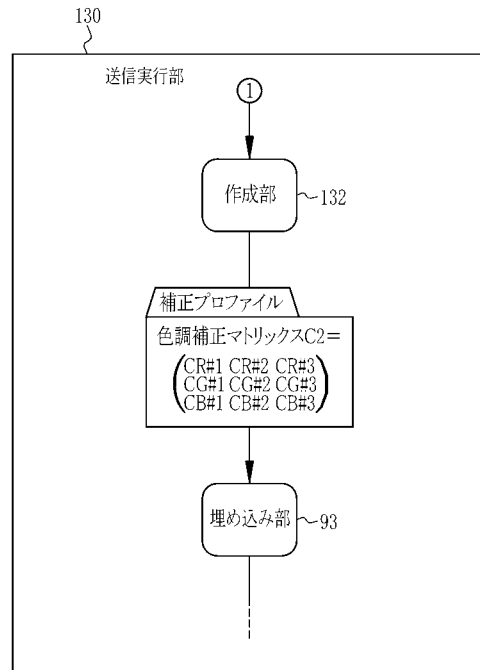 130
送信実行部
1
作成部
132
補正プロファイル
色調補正マトリックスC2=
(CR#1 CR#2 CR#3
CG#1 CG#2 CG#3
CB#1 CB#2 CB#3)
埋め込み部
93